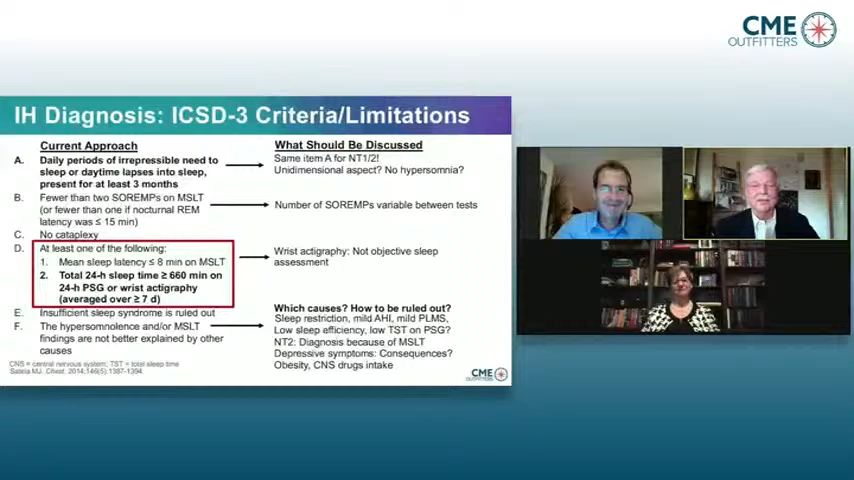 CME
OUTFITTERS
IH Diagnosis: ICSD-3 Criteria/Limitations
Current Approach
A. Daily periods of irrepressible need to
sleep or daytime lapses into sleep,
present for at least 3 months
B. Fewer than two SOREMPs on MSLT
(or fewer than one if nocturnal REM
latency was ≤ 15 min)
C. No cataplexy
D. At least one of the following:
1. Mean sleep latency ≤ 8 min on MSLT
2. Total 24-h sleep time ≥ 660 min on
24-h PSG or wrist actigraphy
(averaged over ≥ 7 d)
E. Insufficient sleep syndrome is ruled out
F. The hypersomnolence and/or MSLT
findings are not better explained by other
causes
What Should Be Discussed
Same item A for NT1/2!
Unidimensional aspect? No hypersomnia?
Number of SOREMPs variable between tests
Wrist actigraphy: Not objective sleep
assessment
Which causes? How to be ruled out?
Sleep restriction, mild AHI, mild PLMS,
Low sleep efficiency, low TST on PSG?
NT2: Diagnosis because of MSLT
Depressive symptoms: Consequences?
Obesity, CNS drugs intake
CNS = central nervous system; TST = total sleep time
Sateia MJ. Chest. 2014;146(5):1387-1394.
CME
OUTFITTERS